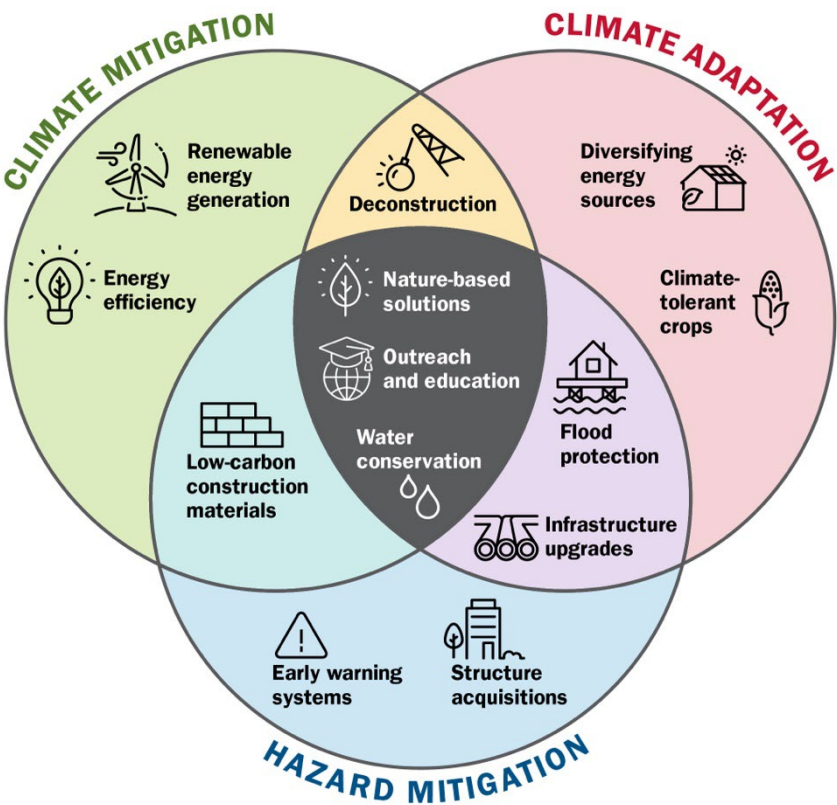 CLIMATE MITIGATION
CLIMATE ADAPTATION
Renewable
energy
generation
Energy
efficiency
Deconstruction
Diversifying
energy
sources
Climate-
tolerant
crops
Nature-based
solutions
Outreach
and education
Water
conservation
Low-carbon
construction
materials
Flood
protection
Infrastructure
upgrades
Early warning
systems
Structure
acquisitions
HAZARD MITIGATION